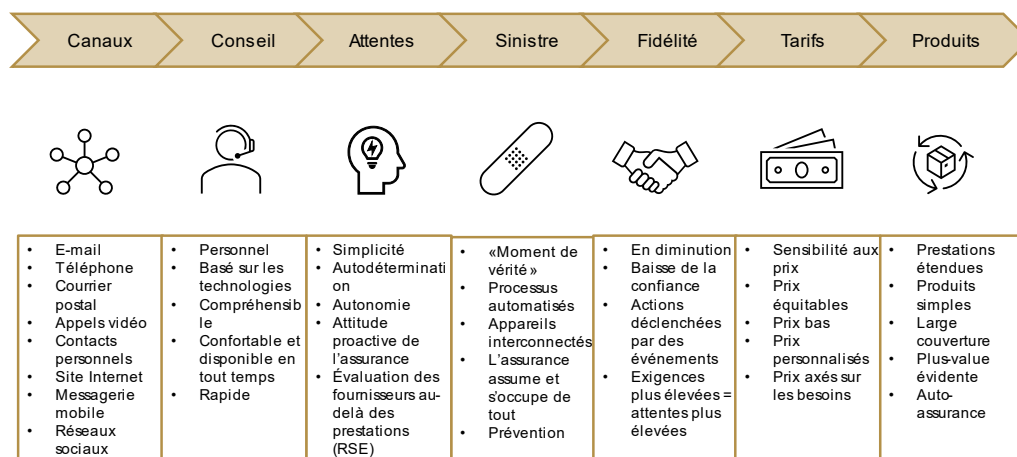 Canaux
Conseil
Attentes
Sinistre
Fidélité
Tarifs
Produits
• E-mail
• Téléphone
• Courrier
postal
• Appels vidéo
• Contacts
personnels
• Site Internet
• Messagerie
mobile
• Réseaux
sociaux
• Personnel
• Basé sur les
technologies
• Compréhensib
le
• Confortable et
disponible en
tout temps
• Rapide
• Simplicité
• Autodéterminati
on
• Autonomie
• Attitude
proactive de
l'assurance
• Évaluation des
fournisseurs au-
delà des
prestations
(RSE)
• «Moment de
vérité»
• Processus
automatisés
• Appareils
interconnectés
• L'assurance
assume et
s'occupe de
tout
• Prévention
• En diminution
• Baisse de la
confiance
• Actions
déclenchées
par des
événements
• Exigences
plus élevées =
attentes plus
élevées
• Sensibilité aux
prix
• Prix
équitables
• Prix bas
• Prix
personnalisés
• Prix axés sur
les besoins
• Prestations
étendues
• Produits
simples
• Large
couverture
• Plus-value
évidente
• Auto-
assurance